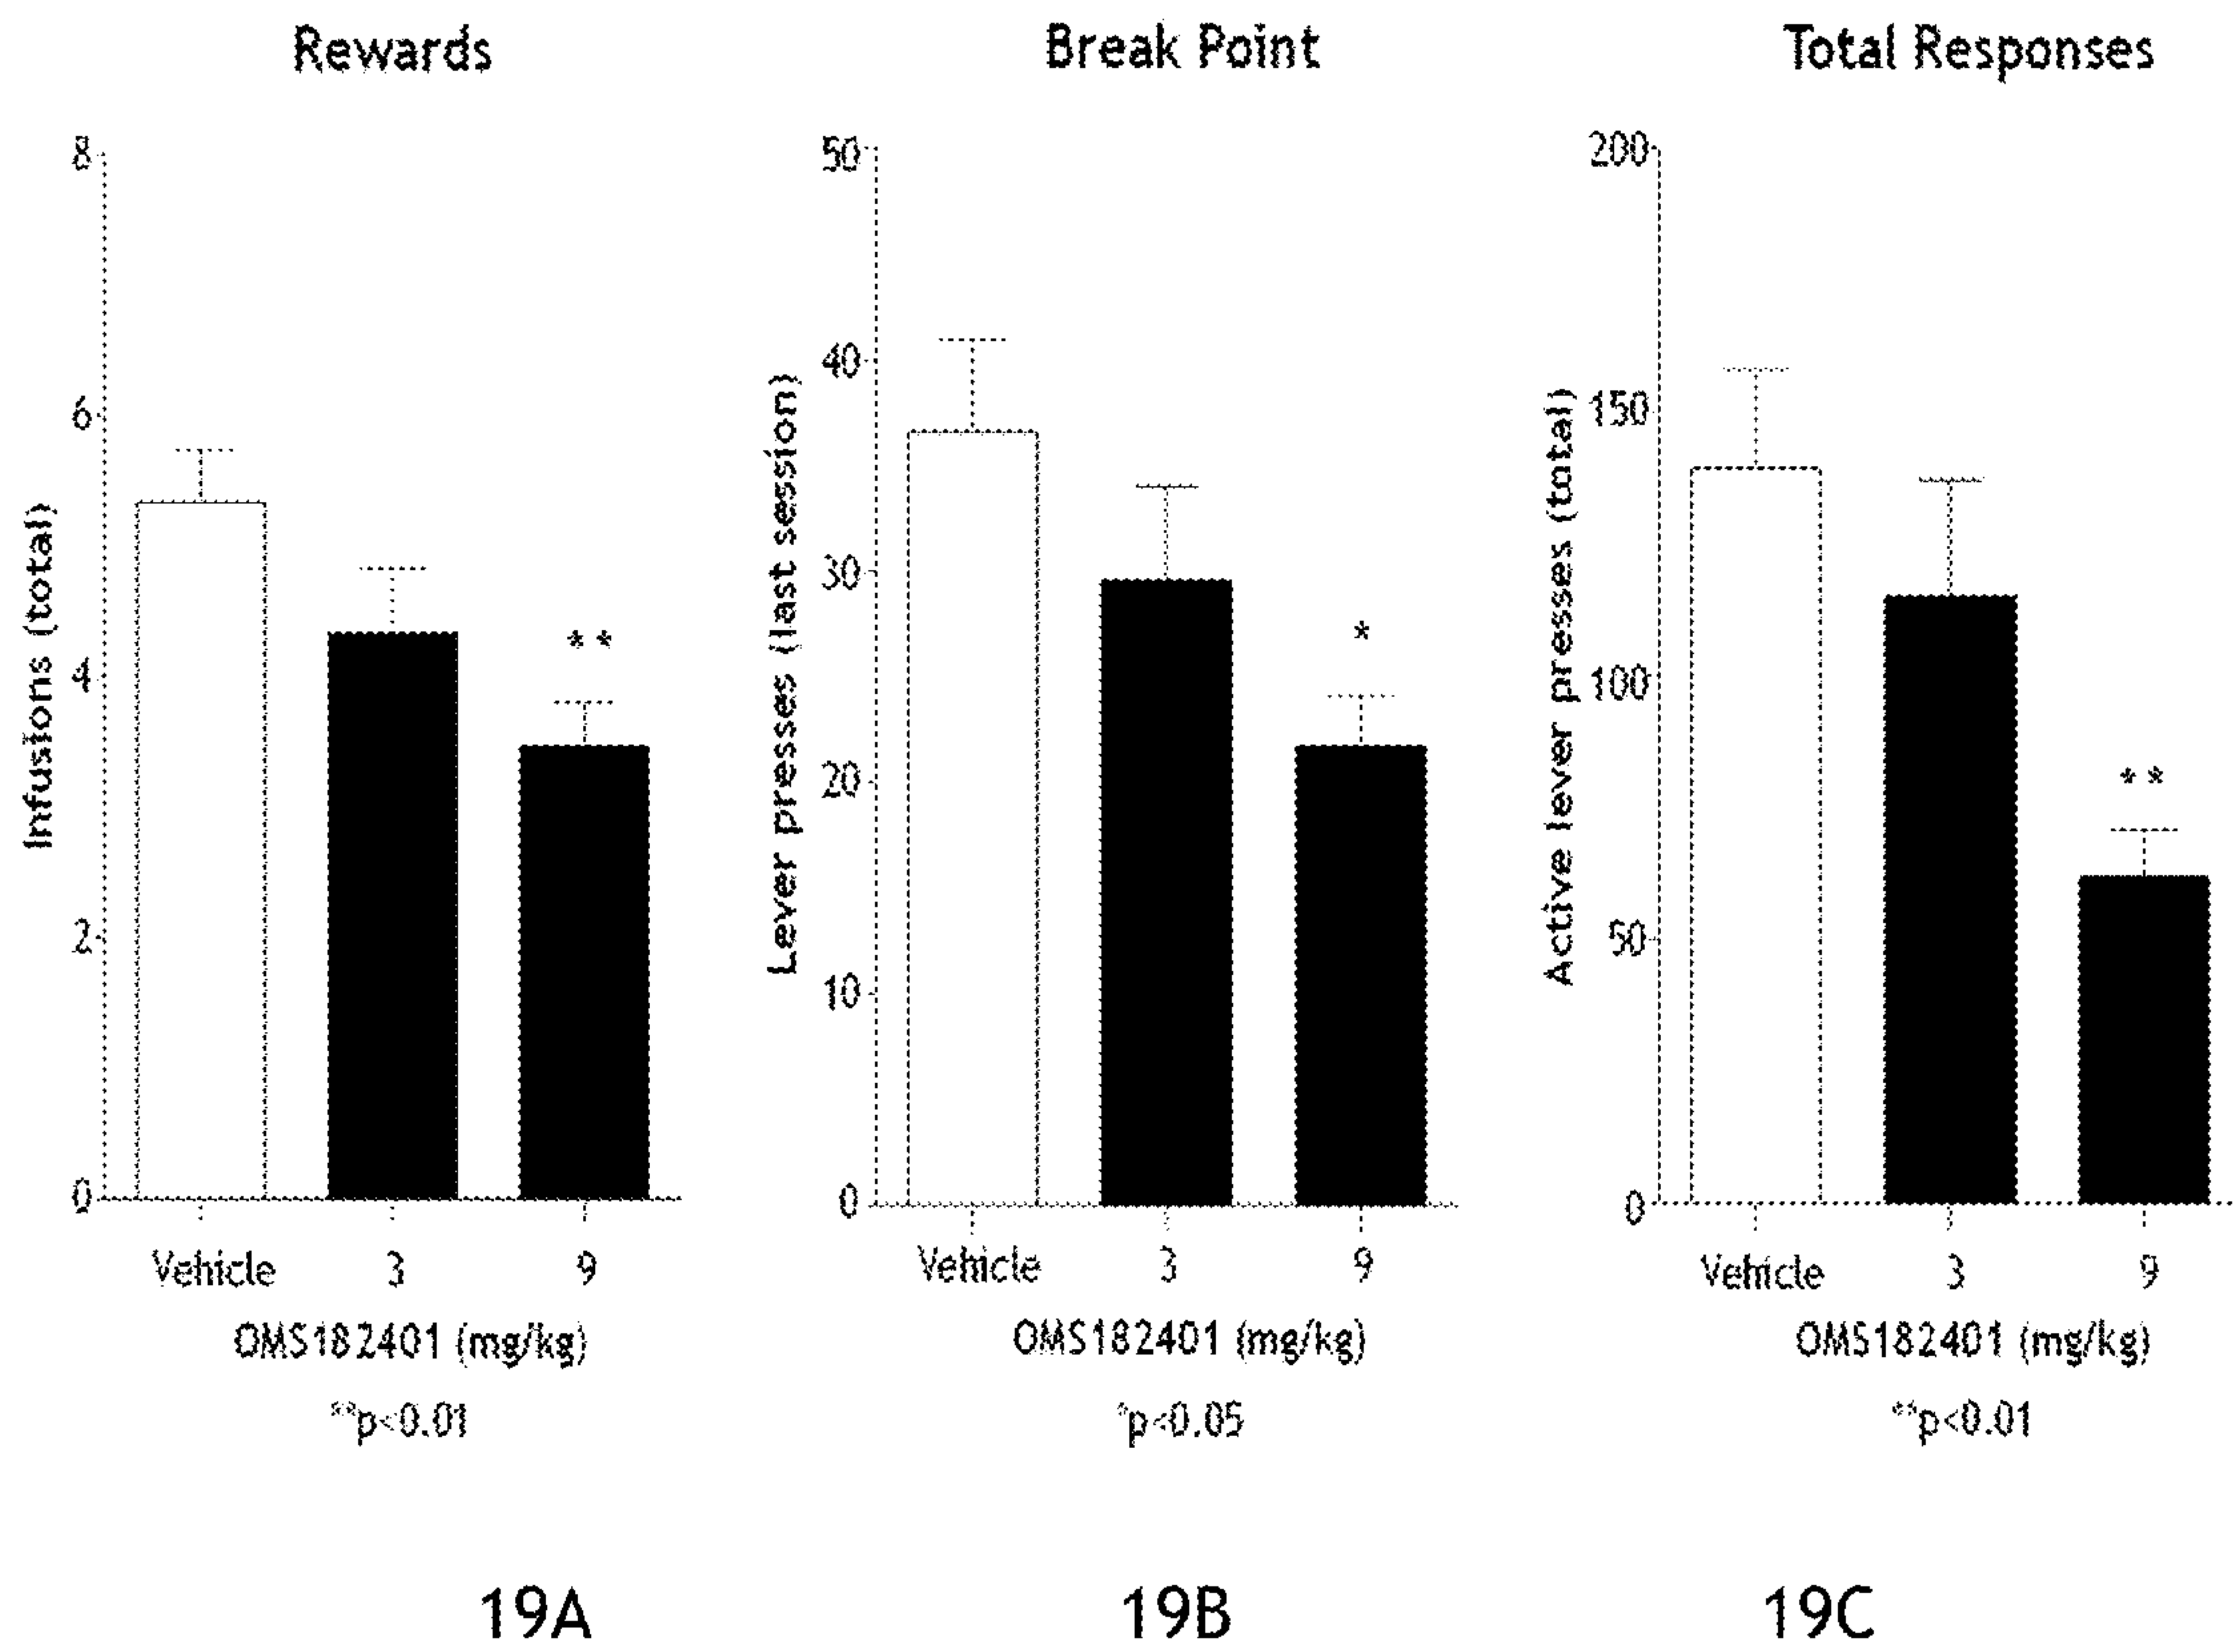 Rewards
Infusions (total)
8
6
4
2
0
Vehicle 3 9
**
OMS182401 (mg/kg)
**p<0.01
19A
Break Point
Lever presses (last session)
50
40
30
20
10
0
Vehicle 3 9
*
OMS182401 (mg/kg)
*p<0.05
19B
Total Responses
Active lever presses (total)
200
150
100
50
0
Vehicle 3 9
**
OMS182401 (mg/kg)
**p<0.01
19C